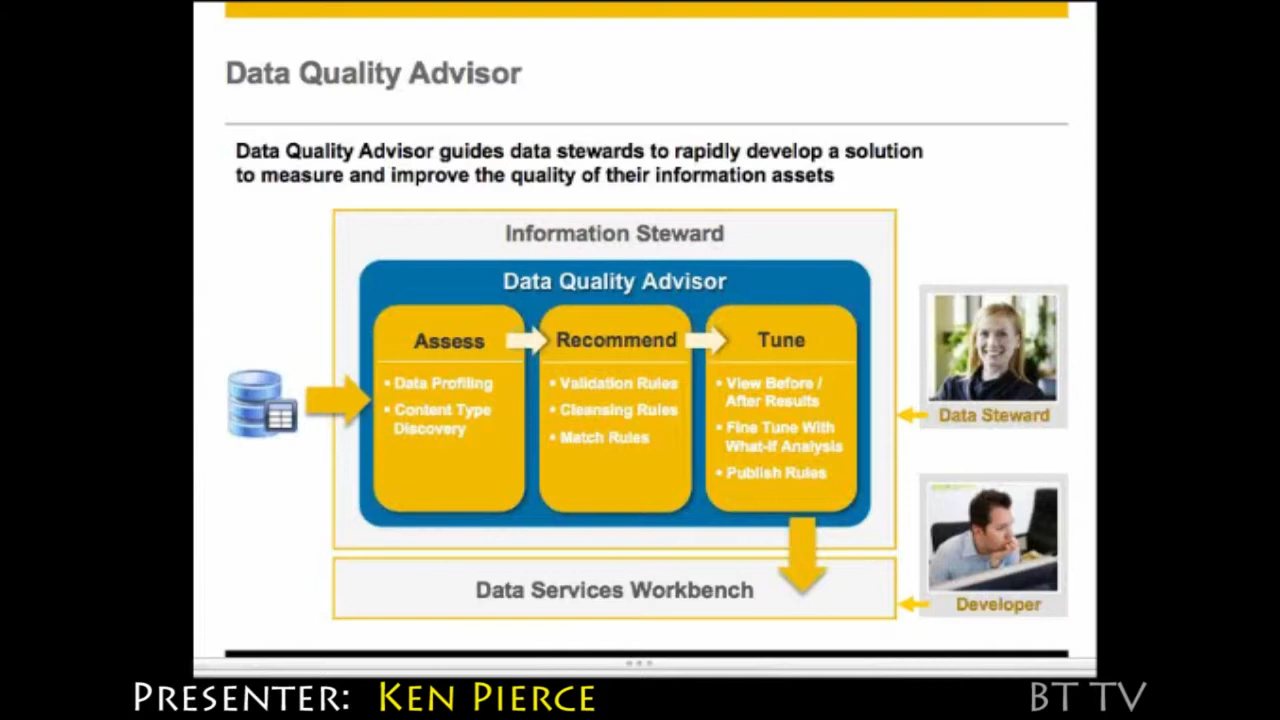 Data Quality Advisor
Data Quality Advisor guides data stewards to rapidly develop a solution
to measure and improve the quality of their information assets
Information Steward
Data Quality Advisor
Assess
• Data Profiling
• Content Type
Discovery
Recommend
• Validation Rules
• Cleansing Rules
• Match Rules
Tune
• View Before /
After Results
• Fine Tune With
What-If Analysis
• Publish Rules
Data Steward
Data Services Workbench
Developer
Presenter: Ken Pierce
BT TV